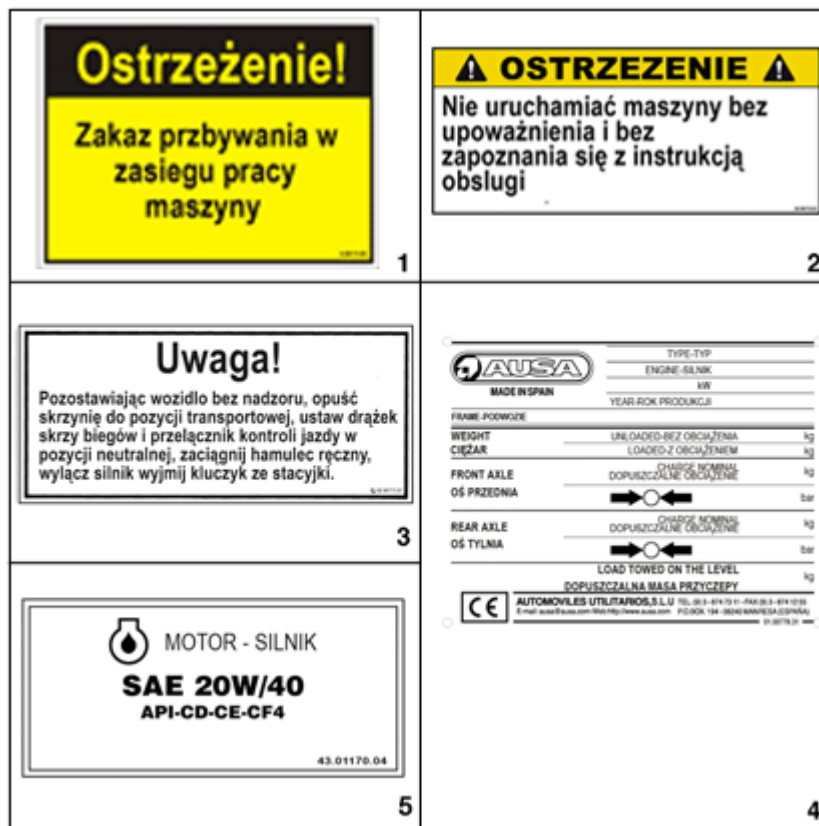 Ostrzeżenie!
Zakaz przbywania w
zasiegu pracy
maszyny
1
OSTRZEZENIE
Nie uruchamiać maszyny bez
upoważnienia i bez
zapoznania się z instrukcją
obslugi
2
Uwaga!
Pozostawiając wozidlo bez nadzoru, opuść
skrzynię do pozycji transportowej, ustaw drążek
skrzy biegów i przełącznik kontroli jazdy w
pozycji neutralnej, zaciągnij hamulec ręczny,
wyłącz silnik wyjmij kluczyk ze stacyjki.
3
AUSA
MADE IN SPAIN
TYPE-TYP
ENGINE-SILNIK
kW
YEAR-ROK PRODUKCJI
FRAME-PODWOZIE
WEIGHT UNLOADED-BEZ OBCIĄŻENIA kg
CIĘŻAR LOADED-Z OBCIĄŻENIEM kg
FRONT AXLE CHARGE NOMINAL kg
DOPUSZCZALNE OBCIĄŻENIE
OŚ PRZEDNIA bar
REAR AXLE CHARGE NOMINAL kg
DOPUSZCZALNE OBCIĄŻENIE
OŚ TYLNIA bar
LOAD TOWED ON THE LEVEL kg
DOPUSZCZALNA MASA PRZYCZEPY
CE
AUTOMOVILES UTILITARIOS, S.L.U
4
MOTOR - SILNIK
SAE 20W/40
API-CD-CE-CF4
43.01170.04
5